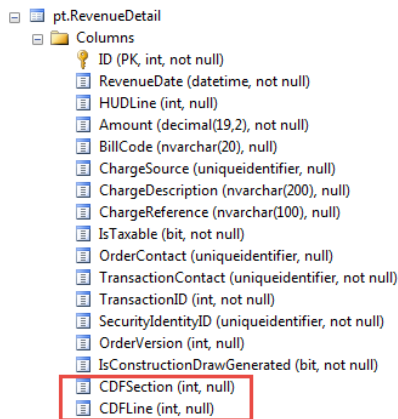 pt.RevenueDetail
Columns
ID (PK, int, not null)
RevenueDate (datetime, not null)
HUDLine (int, null)
Amount (decimal(19,2), not null)
BillCode (nvarchar(20), null)
ChargeSource (uniqueidentifier, null)
ChargeDescription (nvarchar(200), null)
ChargeReference (nvarchar(100), null)
IsTaxable (bit, not null)
OrderContact (uniqueidentifier, null)
TransactionContact (uniqueidentifier, not null)
TransactionID (int, not null)
SecurityIdentityID (uniqueidentifier, not null)
OrderVersion (int, not null)
IsConstructionDrawGenerated (bit, not null)
CDFSection (int, null)
CDFLine (int, null)